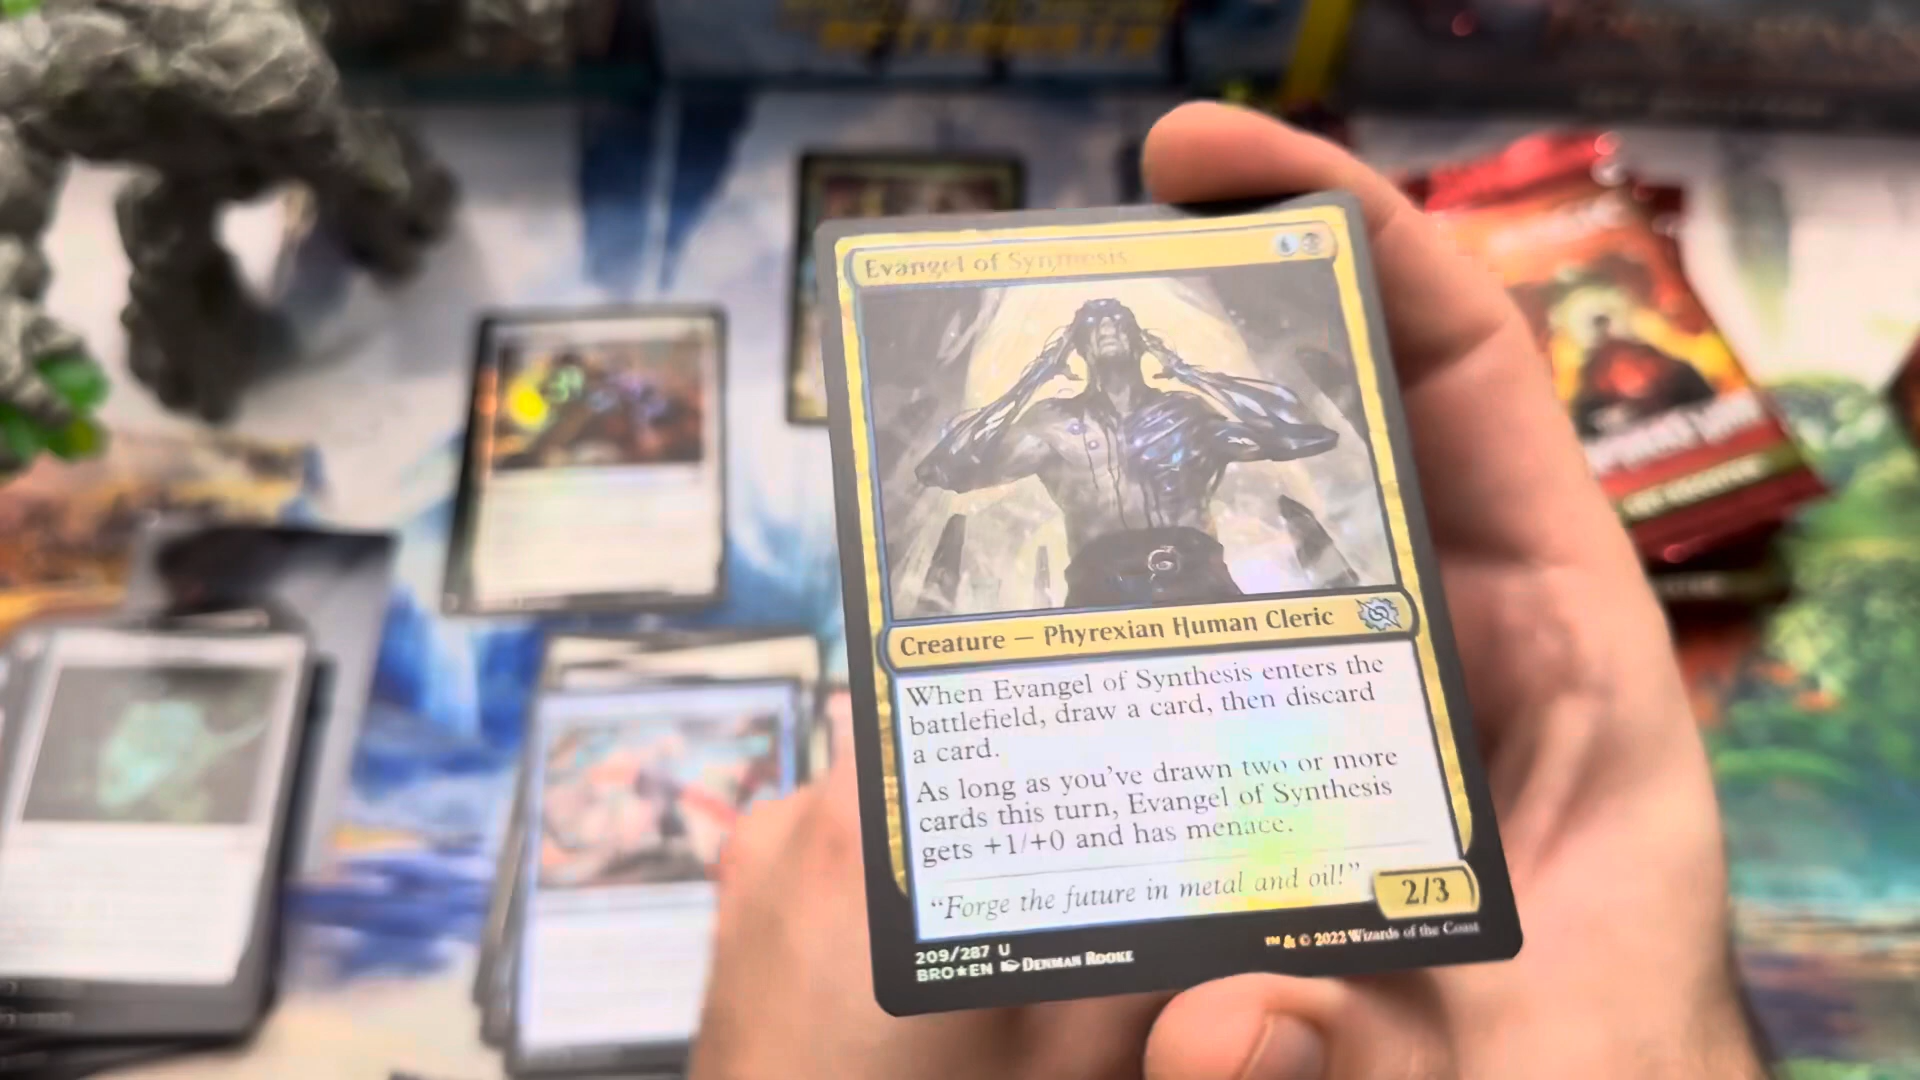 Evangel of Synthesis
Creature — Phyrexian Human Cleric
When Evangel of Synthesis enters the
battlefield, draw a card, then discard
a card.
As long as you've drawn two or more
cards this turn, Evangel of Synthesis
gets +1/+0 and has menace.
"Forge the future in metal and oil!"
2/3
209/287 U
BRO★EN Denman Rooke
™ & © 2022 Wizards of the Coast